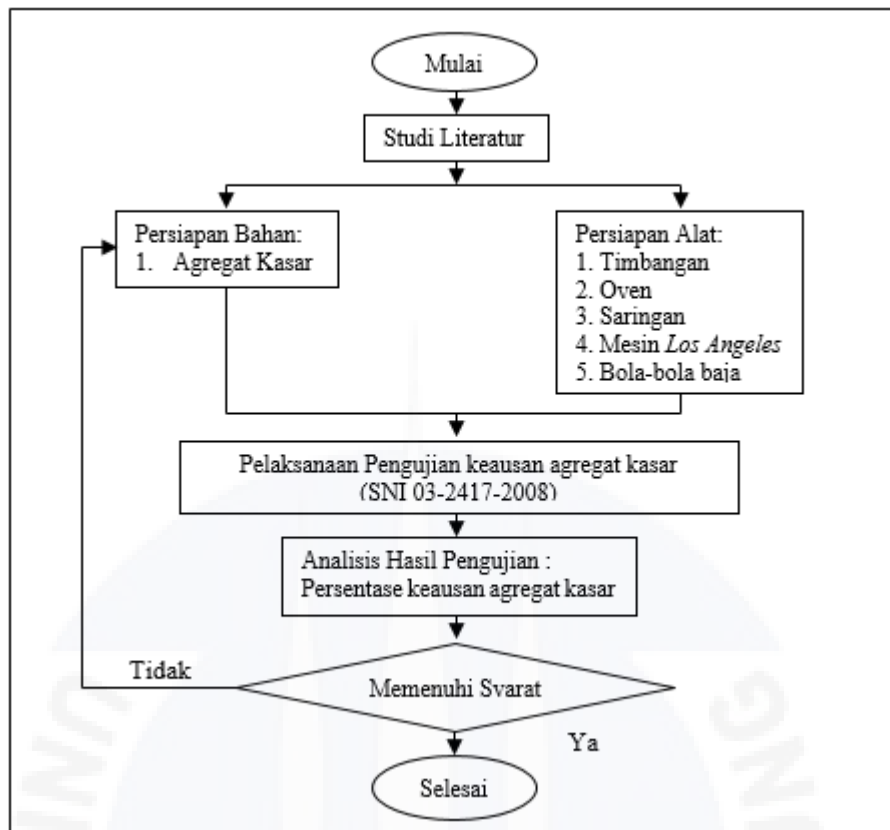 Mulai
Studi Literatur
Persiapan Bahan:
1. Agregat Kasar
Persiapan Alat:
1. Timbangan
2. Oven
3. Saringan
4. Mesin Los Angeles
5. Bola-bola baja
Pelaksanaan Pengujian keausan agregat kasar
(SNI 03-2417-2008)
Analisis Hasil Pengujian :
Persentase keausan agregat kasar
Tidak
Memenuhi Syarat
Ya
Selesai